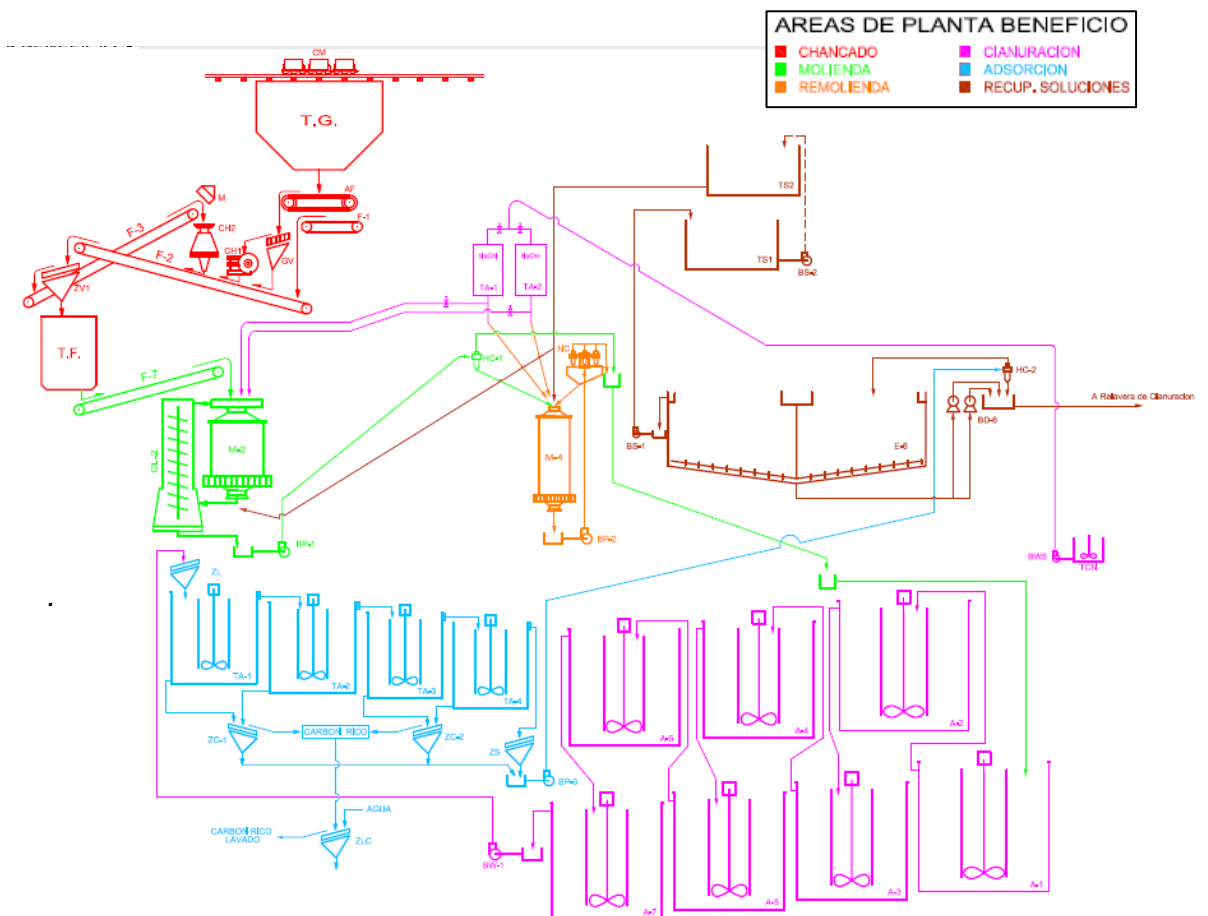 AREAS DE PLANTA BENEFICIO
CHANCADO
CIANURACION
MOLIENDA
ADSORCION
REMOLIENDA
RECUP. SOLUCIONES
CM
T.G.
AF
F-1
M
F-3
CH2
CH1
GV
F-2
ZV1
T.F.
F-7
M-2
BP-1
TS2
TS1
BS-2
NaCN
NaOH
TA-1
TA-2
HC-1
NC
M-4
BP-2
HC-2
BD-6
A Rellavera de Cianuracion
BS-1
E-6
BW5
TCN
ZL
TA-1
TA-2
TA-3
TA-4
ZC-1
CARBON RICO
ZC-2
ZS
BP-3
AGUA
CARBON RICO
LAVADO
ZLC
BW-1
A-6
A-4
A-2
A-7
A-5
A-3
A-1